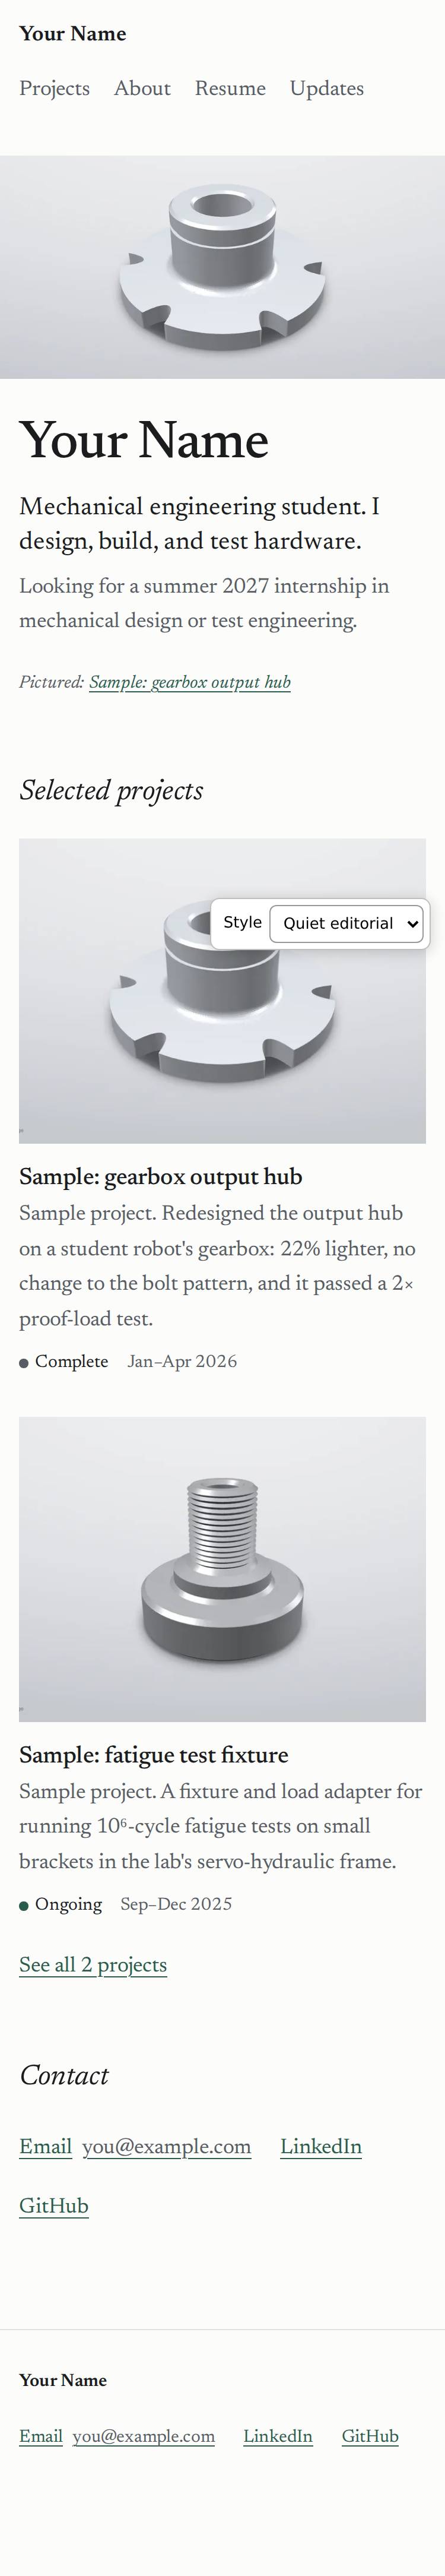 Your Name
Projects About Resume Updates
Your Name
Mechanical engineering student. I
design, build, and test hardware.
Looking for a summer 2027 internship in
mechanical design or test engineering.
Pictured: Sample: gearbox output hub
Selected projects
Style Quiet editorial
Sample: gearbox output hub
Sample project. Redesigned the output hub
on a student robot's gearbox: 22% lighter, no
change to the bolt pattern, and it passed a 2×
proof-load test.
Complete Jan–Apr 2026
Sample: fatigue test fixture
Sample project. A fixture and load adapter for
running 10⁶-cycle fatigue tests on small
brackets in the lab's servo-hydraulic frame.
Ongoing Sep–Dec 2025
See all 2 projects
Contact
Email you@example.com LinkedIn
GitHub
Your Name
Email you@example.com LinkedIn GitHub